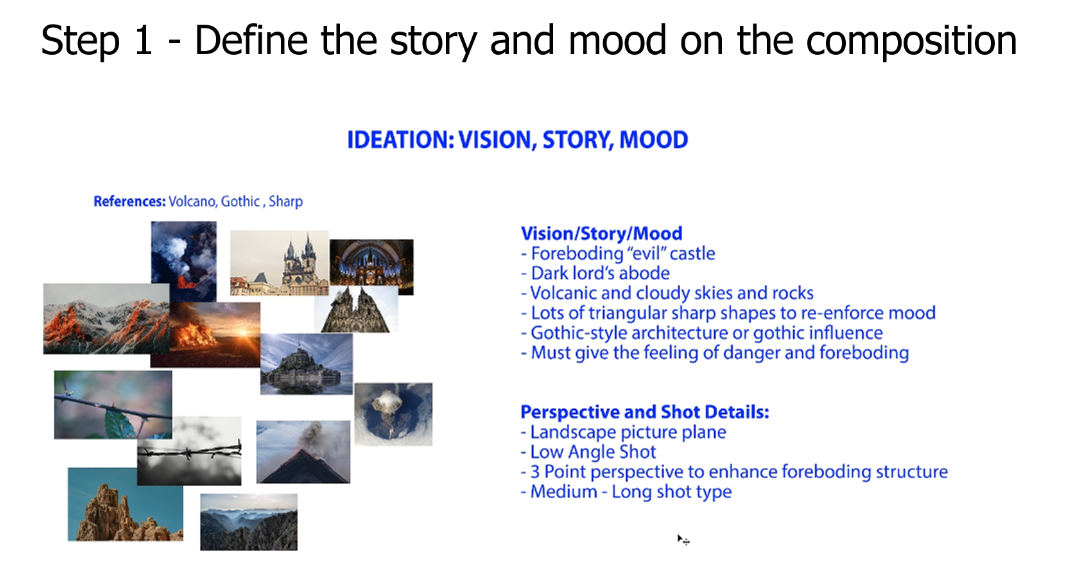 Step 1 - Define the story and mood on the composition
IDEATION: VISION, STORY, MOOD
References: Volcano, Gothic , Sharp
Vision/Story/Mood
- Foreboding “evil” castle
- Dark lord’s abode
- Volcanic and cloudy skies and rocks
- Lots of triangular sharp shapes to re-enforce mood
- Gothic-style architecture or gothic influence
- Must give the feeling of danger and foreboding
Perspective and Shot Details:
- Landscape picture plane
- Low Angle Shot
- 3 Point perspective to enhance foreboding structure
- Medium - Long shot type